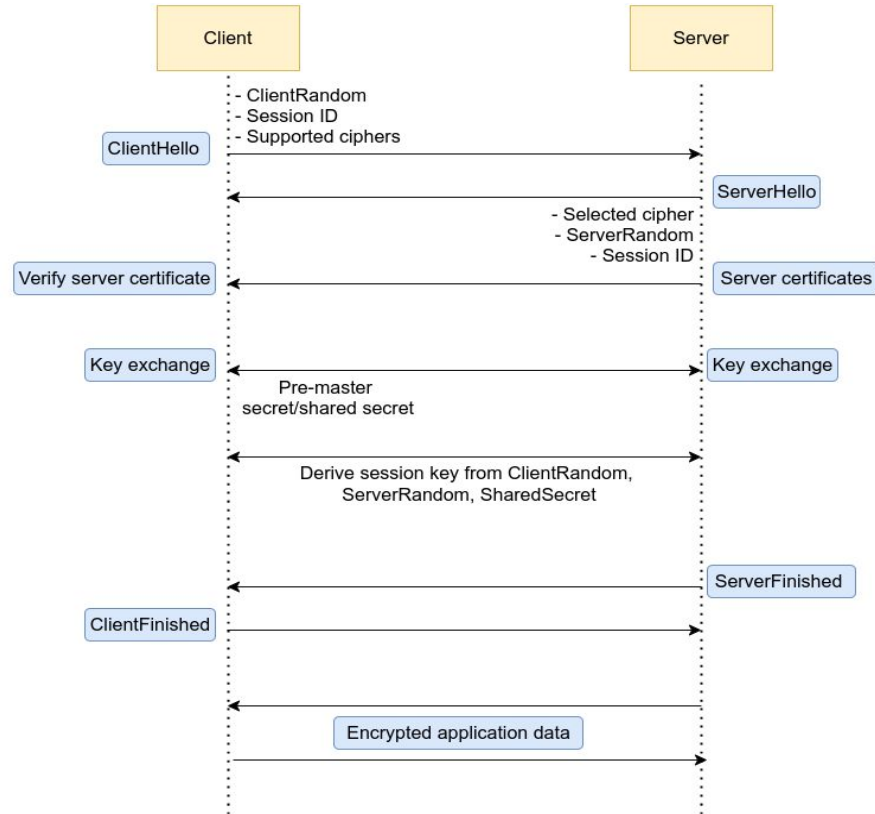 Client
Server
- ClientRandom
- Session ID
- Supported ciphers
ClientHello
ServerHello
- Selected cipher
- ServerRandom
- Session ID
Verify server certificate
Server certificates
Key exchange
Key exchange
Pre-master
secret/shared secret
Derive session key from ClientRandom,
ServerRandom, SharedSecret
ServerFinished
ClientFinished
Encrypted application data